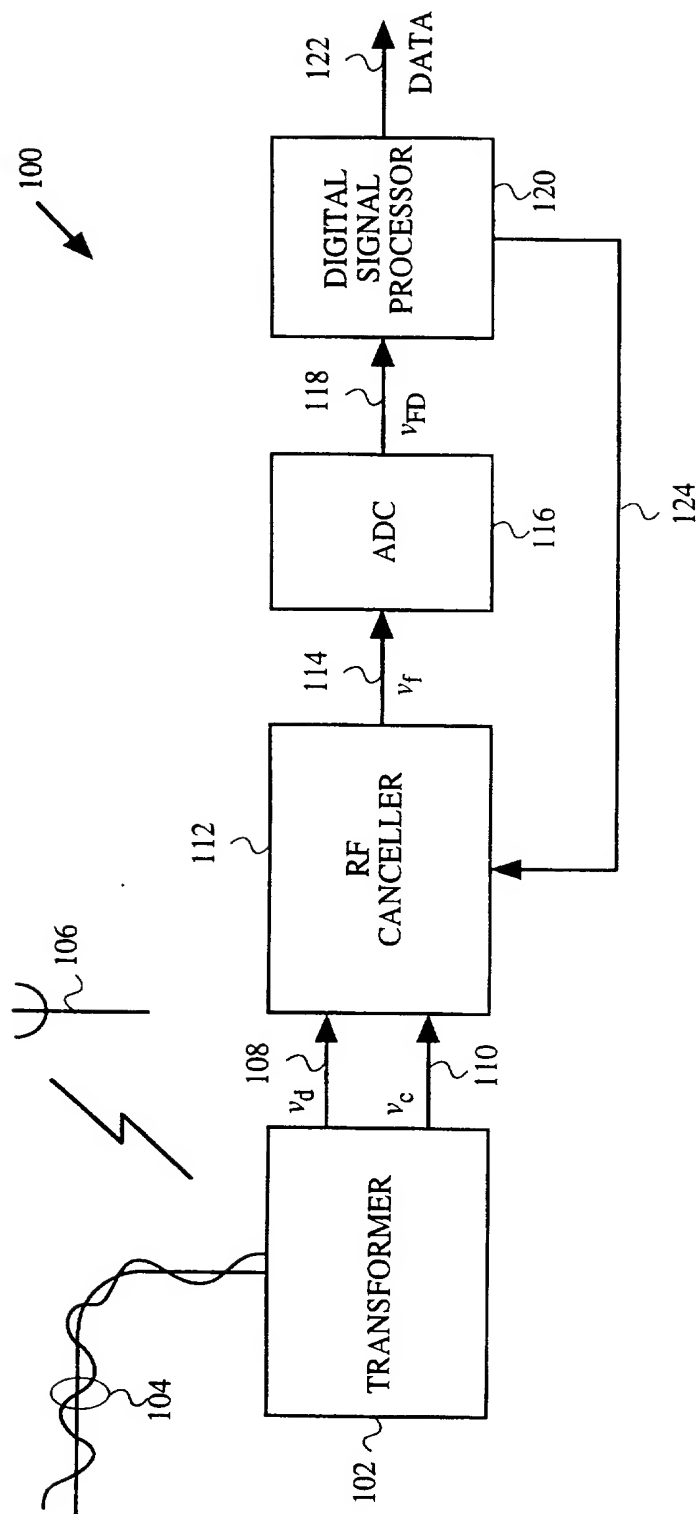 100
106
104
TRANSFORMER
102
v_d
108
v_c
110
112
RF
CANCELLER
114
v_f
ADC
116
118
v_FD
DIGITAL
SIGNAL
PROCESSOR
120
122
DATA
124